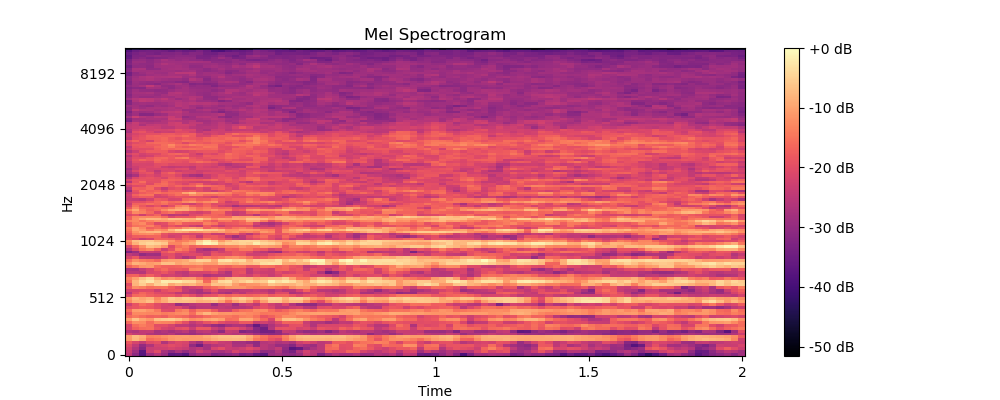 Mel Spectrogram
Hz
8192
4096
2048
1024
512
0
0
0.5
1
1.5
2
Time
+0 dB
-10 dB
-20 dB
-30 dB
-40 dB
-50 dB